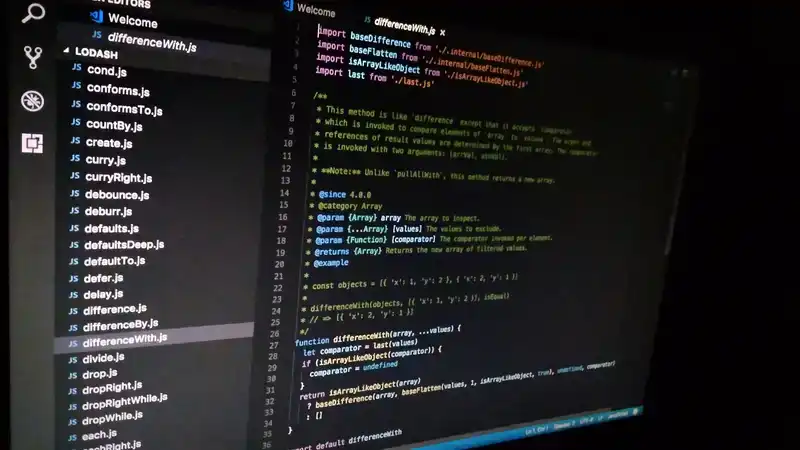 EDITORS
Welcome
differenceWith.js
LODASH
JS cond.js
JS conforms.js
JS conformsTo.js
JS countBy.js
JS create.js
JS curry.js
JS curryRight.js
JS debounce.js
JS deburr.js
JS defaults.js
JS defaultsDeep.js
JS defaultTo.js
JS defer.js
JS delay.js
JS difference.js
JS differenceBy.js
JS differenceWith.js
JS divide.js
JS drop.js
JS dropRight.js
JS dropRightWhile.js
JS dropWhile.js
JS each.js
JS eachRight.js
Welcome
JS differenceWith.js ×
1 import baseDifference from './.internal/baseDifference.js'
2 import baseFlatten from './.internal/baseFlatten.js'
3 import isArrayLikeObject from './isArrayLikeObject.js'
4 import last from './last.js'
5
6 /**
7 * This method is like `difference` except that it accepts `comparator`
8 * which is invoked to compare elements of `array` to `values`. The order and
9 * references of result values are determined by the first array. The comparator
10 * is invoked with two arguments: (arrVal, othVal).
11 *
12 * **Note:** Unlike `pullAllWith`, this method returns a new array.
13 *
14 * @since 4.0.0
15 * @category Array
16 * @param {Array} array The array to inspect.
17 * @param {...Array} [values] The values to exclude.
18 * @param {Function} [comparator] The comparator invoked per element.
19 * @returns {Array} Returns the new array of filtered values.
20 * @example
21 *
22 * const objects = [{ 'x': 1, 'y': 2 }, { 'x': 2, 'y': 1 }]
23 *
24 * differenceWith(objects, [{ 'x': 1, 'y': 2 }], isEqual)
25 * // => [{ 'x': 2, 'y': 1 }]
26 */
27 function differenceWith(array, ...values) {
28 let comparator = last(values)
29 if (isArrayLikeObject(comparator)) {
30 comparator = undefined
31 }
32 return isArrayLikeObject(array)
33 ? baseDifference(array, baseFlatten(values, 1, isArrayLikeObject, true), undefined, comparator)
34 : []
35 }
36
export default differenceWith